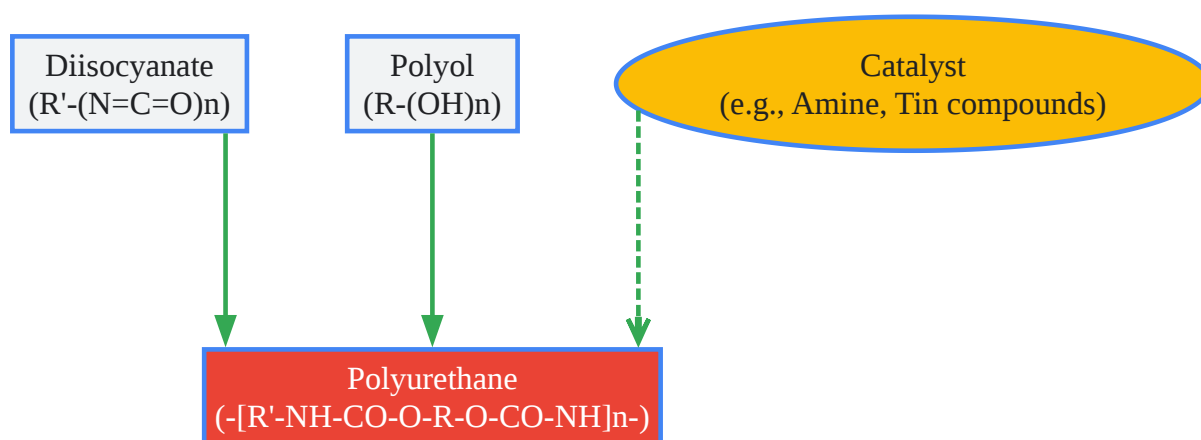 Diisocyanate
(R'-(N=C=O)n)
Polyol
(R-(OH)n)
Catalyst
(e.g., Amine, Tin compounds)
Polyurethane
(-[R'-NH-CO-O-R-O-CO-NH]n-)